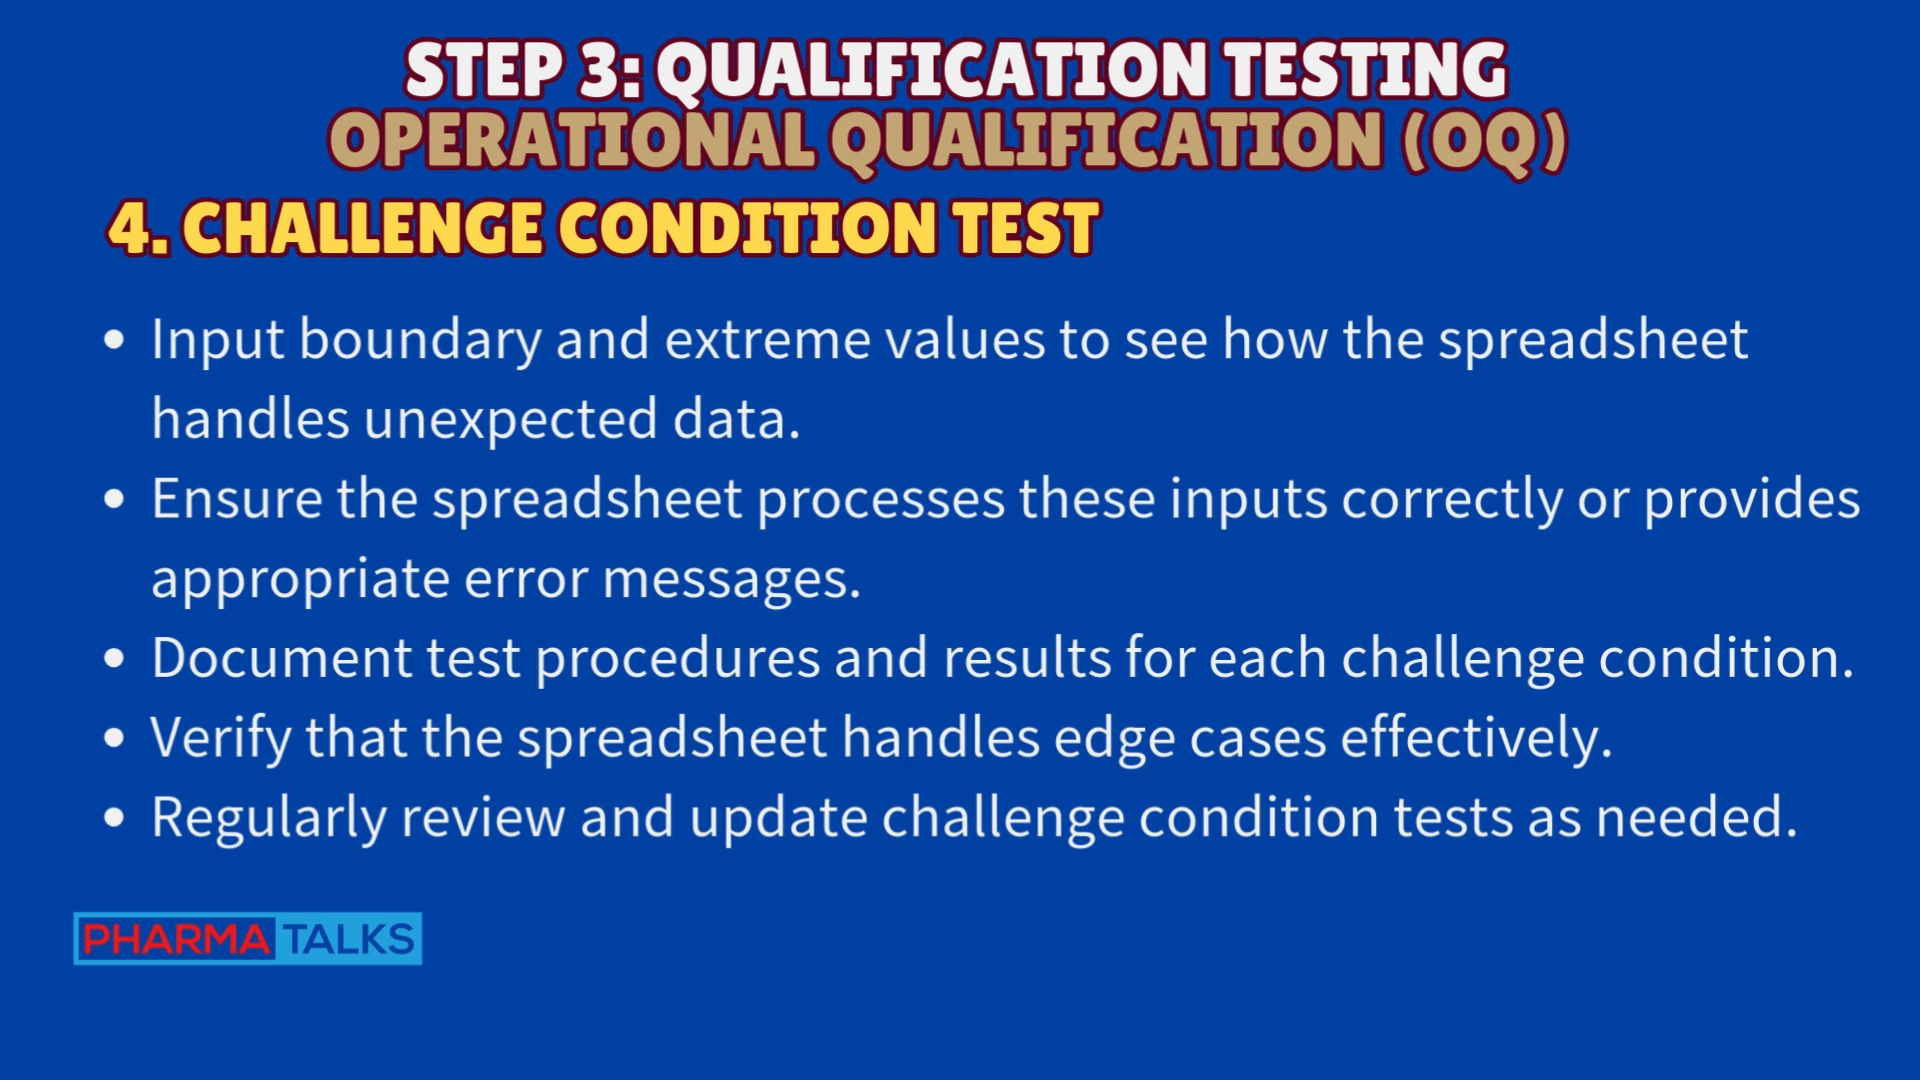 STEP 3: QUALIFICATION TESTING
OPERATIONAL QUALIFICATION (OQ)
4. CHALLENGE CONDITION TEST
• Input boundary and extreme values to see how the spreadsheet
handles unexpected data.
• Ensure the spreadsheet processes these inputs correctly or provides
appropriate error messages.
• Document test procedures and results for each challenge condition.
• Verify that the spreadsheet handles edge cases effectively.
• Regularly review and update challenge condition tests as needed.
PHARMA TALKS